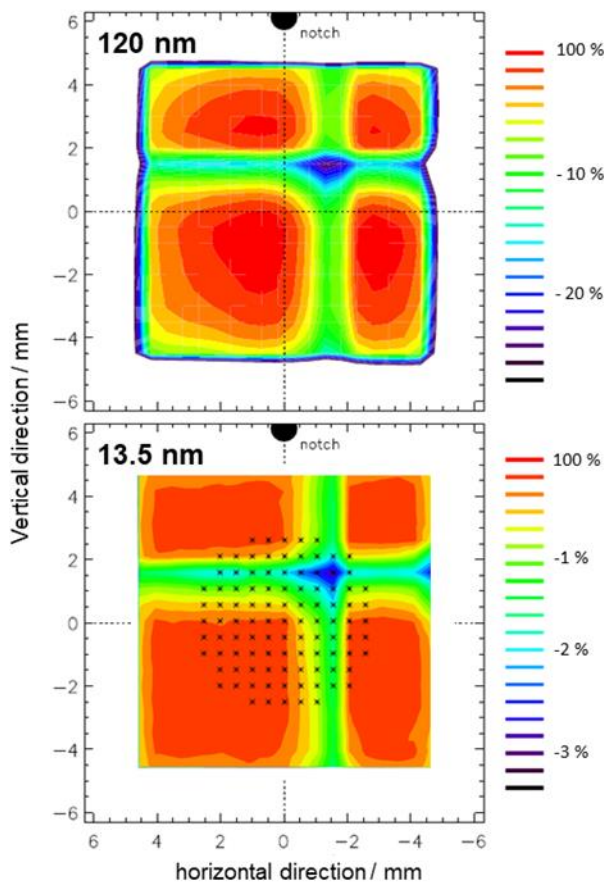 120 nm
notch
6
4
2
0
-2
-4
-6
100 %
- 10 %
- 20 %
Vertical direction / mm
13.5 nm
notch
6
4
2
0
-2
-4
-6
100 %
-1 %
-2 %
-3 %
6 4 2 0 -2 -4 -6
horizontal direction / mm